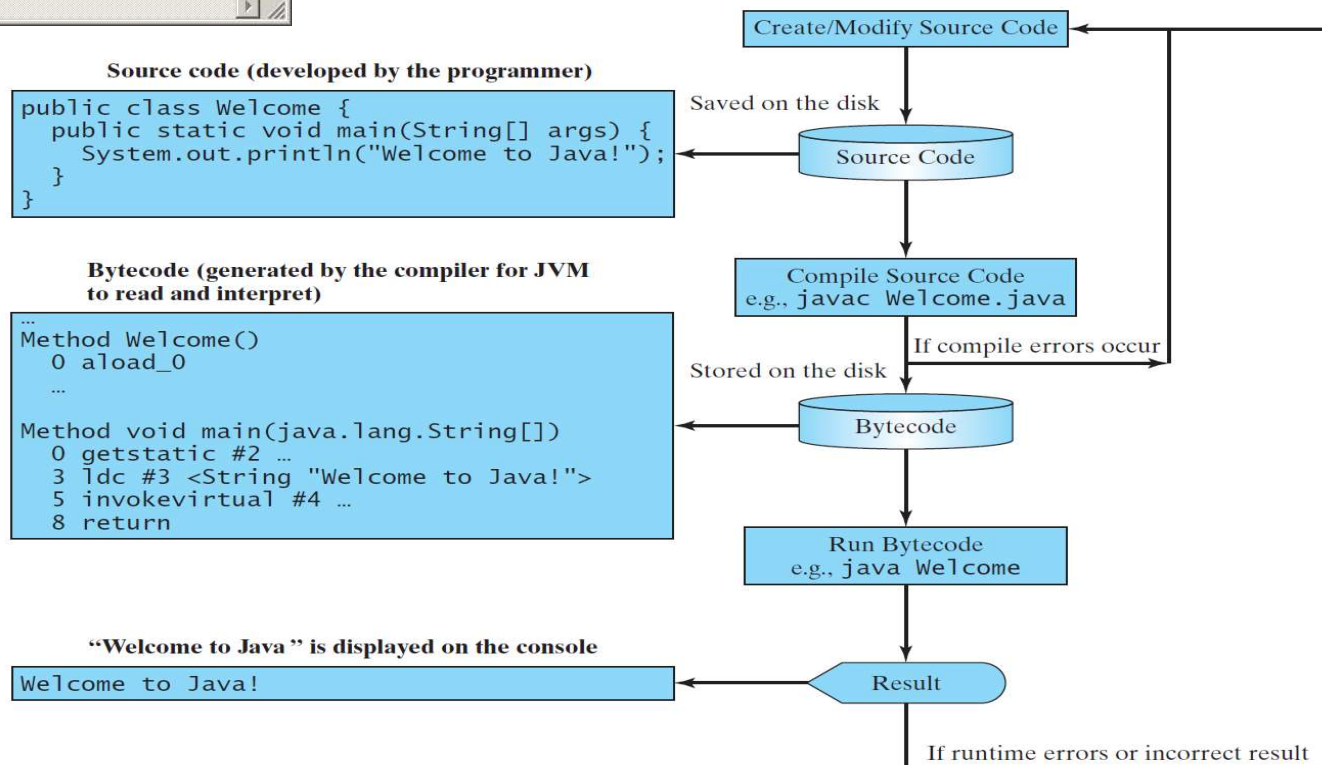 Create/Modify Source Code
Source code (developed by the programmer)
public class Welcome {
  public static void main(String[] args) {
    System.out.println("Welcome to Java!");
  }
}
Saved on the disk
Source Code
Compile Source Code
e.g., javac Welcome.java
If compile errors occur
Bytecode (generated by the compiler for JVM
to read and interpret)
…
Method Welcome()
  0 aload_0
  …
Method void main(java.lang.String[])
  0 getstatic #2 …
  3 ldc #3 <String "Welcome to Java!">
  5 invokevirtual #4 …
  8 return
Stored on the disk
Bytecode
Run Bytecode
e.g., java Welcome
“Welcome to Java” is displayed on the console
Welcome to Java!
Result
If runtime errors or incorrect result